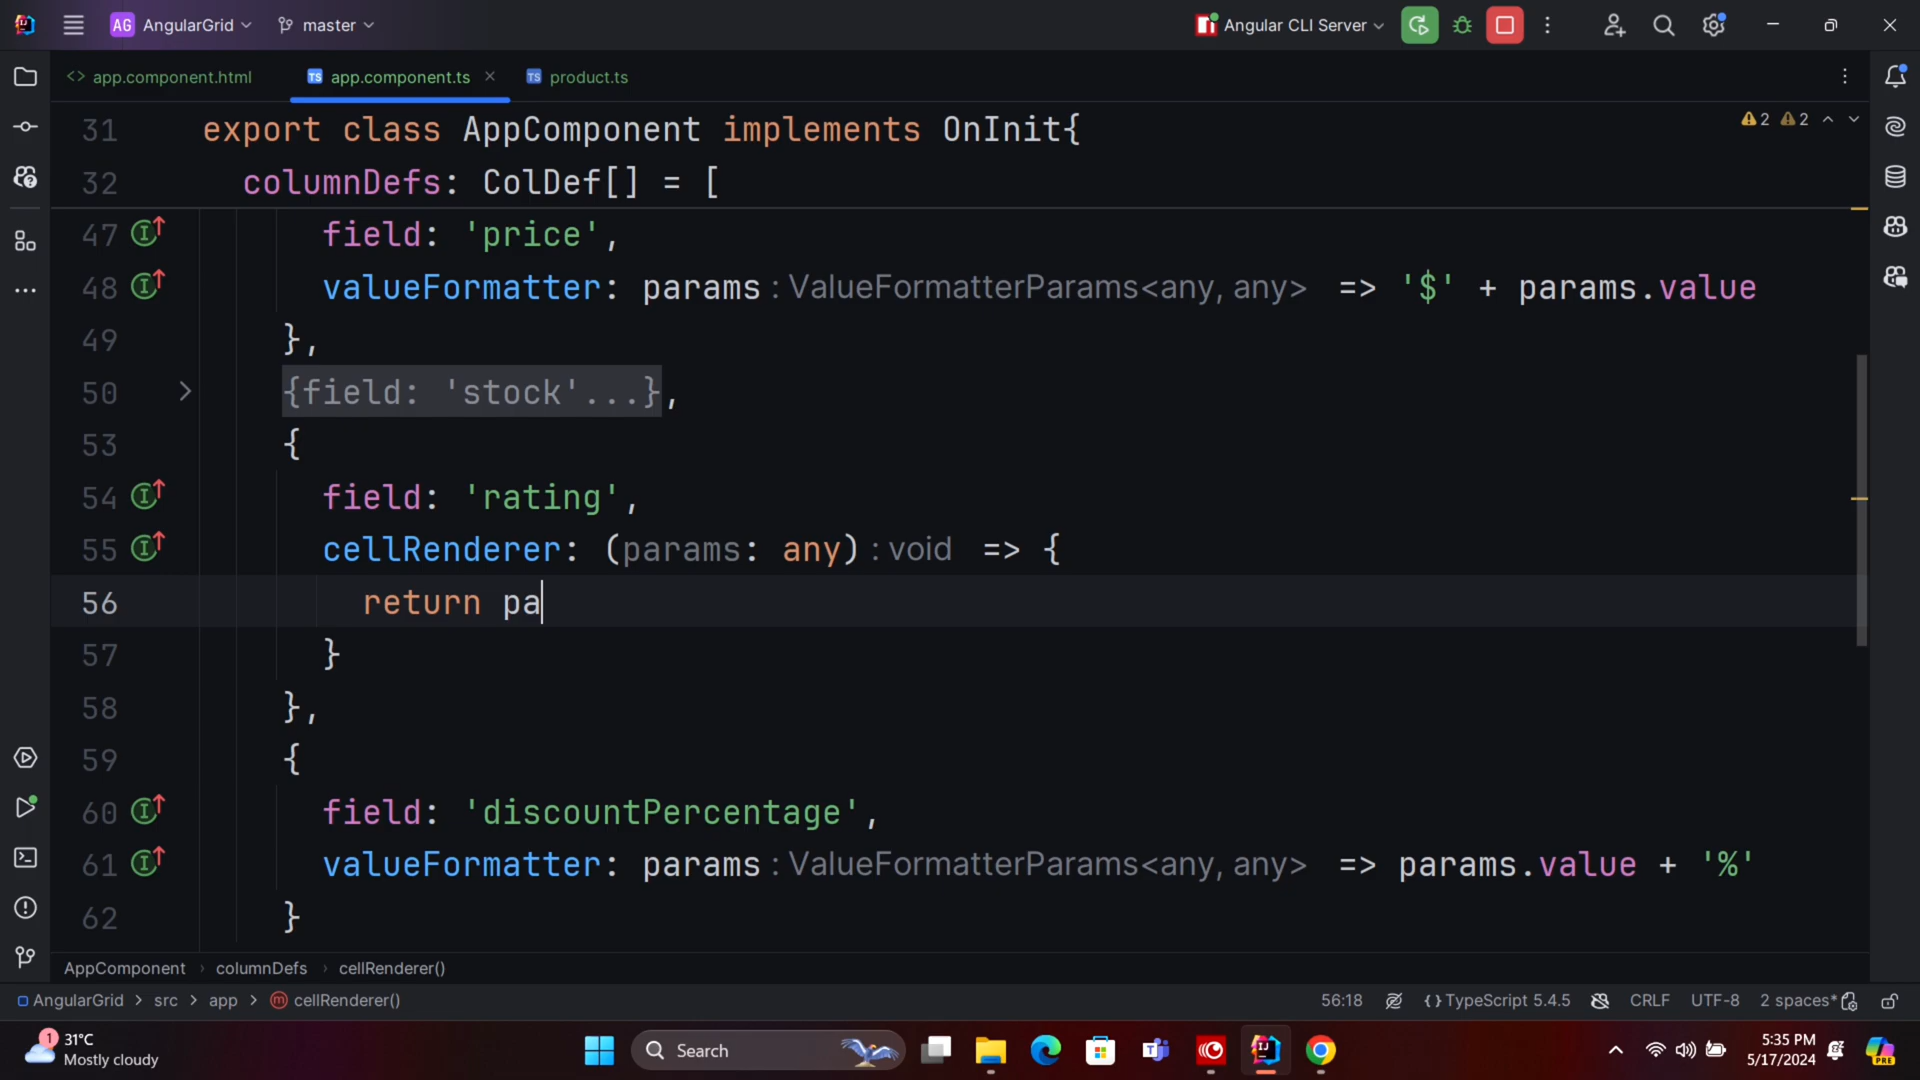 AG AngularGrid master Angular CLI Server
app.component.html TS app.component.ts TS product.ts
31 export class AppComponent implements OnInit{
2 2
32 columnDefs: ColDef[] = [
47 field: 'price',
48 valueFormatter: params : ValueFormatterParams<any, any> => '$' + params.value
49 },
50 {field: 'stock'...},
53 {
54 field: 'rating',
55 cellRenderer: (params: any) : void => {
56 return pa
57 }
58 },
59 {
60 field: 'discountPercentage',
61 valueFormatter: params : ValueFormatterParams<any, any> => params.value + '%'
62 }
AppComponent › columnDefs › cellRenderer()
AngularGrid > src > app > m cellRenderer()
56:18 {} TypeScript 5.4.5 CRLF UTF-8 2 spaces*
1 31°C
Mostly cloudy
Search
5:35 PM
5/17/2024
PRE